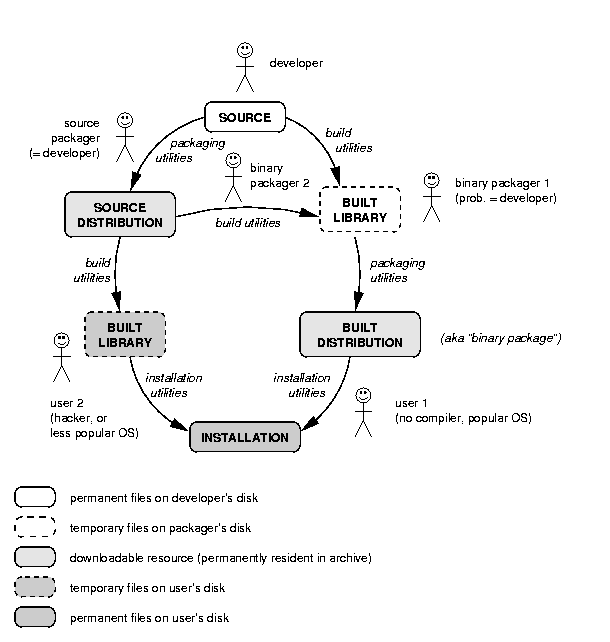 developer
SOURCE
source
packager
(= developer)
packaging
utilities
build
utilities
binary
packager 2
binary packager 1
(prob. = developer)
SOURCE
DISTRIBUTION
build utilities
BUILT
LIBRARY
build
utilities
packaging
utilities
BUILT
LIBRARY
BUILT
DISTRIBUTION
(aka "binary package")
installation
utilities
installation
utilities
user 2
(hacker, or
less popular OS)
user 1
(no compiler, popular OS)
INSTALLATION
permanent files on developer's disk
temporary files on packager's disk
downloadable resource (permanently resident in archive)
temporary files on user's disk
permanent files on user's disk